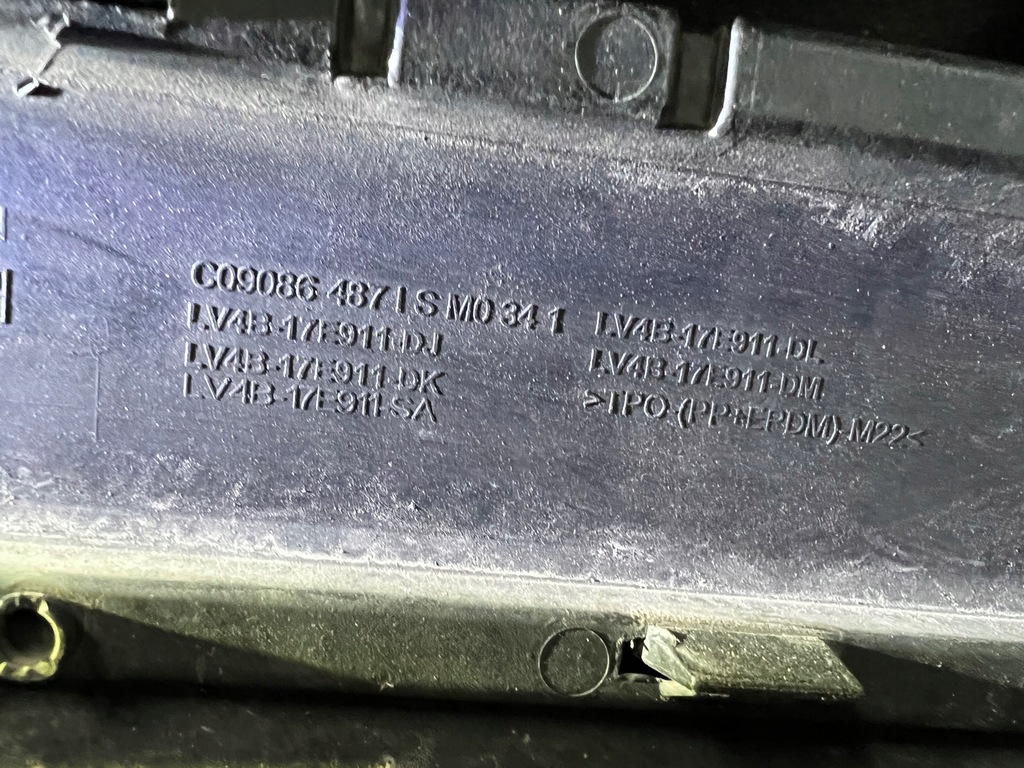 C09086 4871 S M0 34 1
LV4B-17E911-DJ
LV4B-17E911-DK
LV4B-17E911-SA
LV4B-17E911-DL
LV4B-17E911-DM
>TPO-(PP+EPDM)-M22<